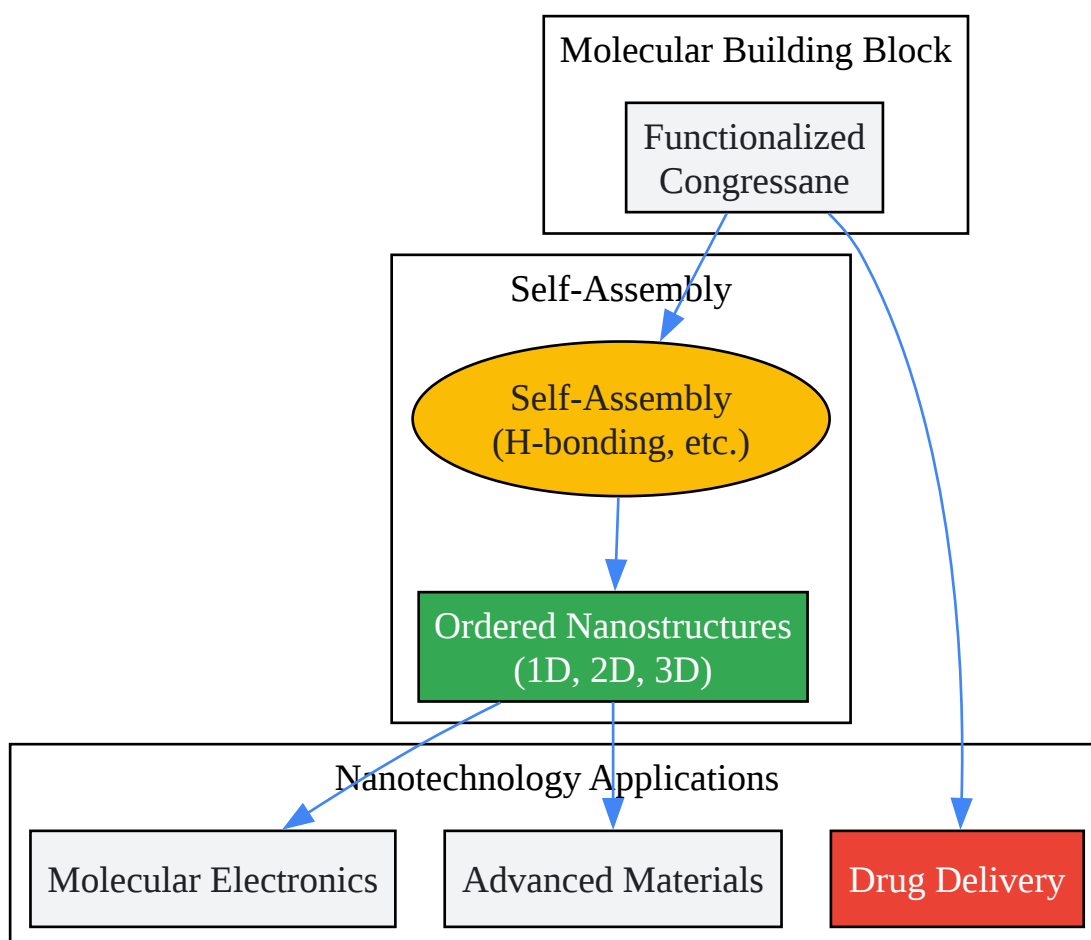 Molecular Building Block
Functionalized
Congressane
Self-Assembly
Self-Assembly
(H-bonding, etc.)
Ordered Nanostructures
(1D, 2D, 3D)
Nanotechnology Applications
Molecular Electronics
Advanced Materials
Drug Delivery